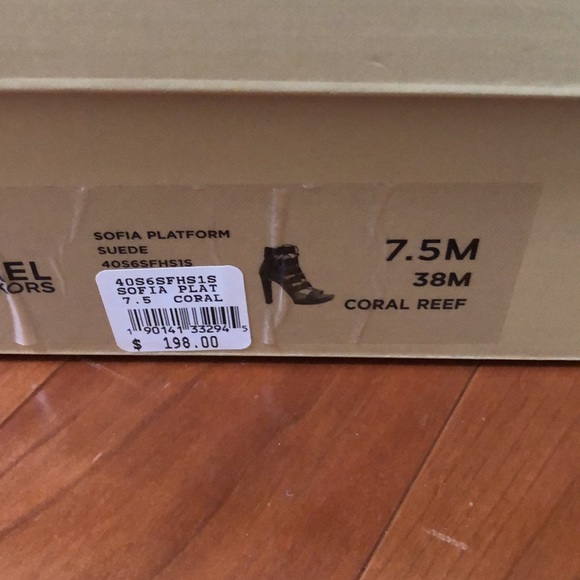 EL
KORS
SOFIA PLATFORM
SUEDE
40S6SFHS1S
7.5M
38M
CORAL REEF
40S6SFHS1S
SOFIA PLAT
7.5 CORAL
1 90141 33294 5
$ 198.00